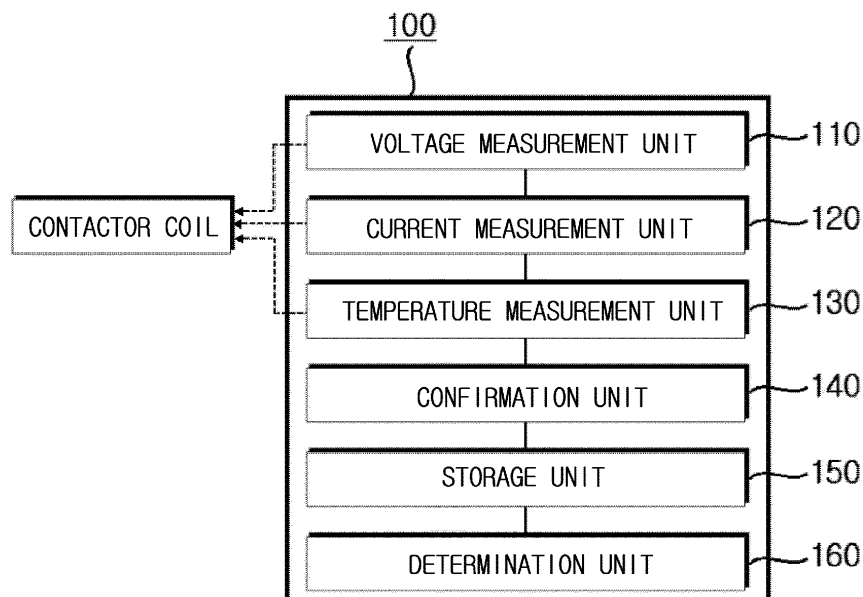 100
VOLTAGE MEASUREMENT UNIT 110
CONTACTOR COIL
CURRENT MEASUREMENT UNIT 120
TEMPERATURE MEASUREMENT UNIT 130
CONFIRMATION UNIT 140
STORAGE UNIT 150
DETERMINATION UNIT 160